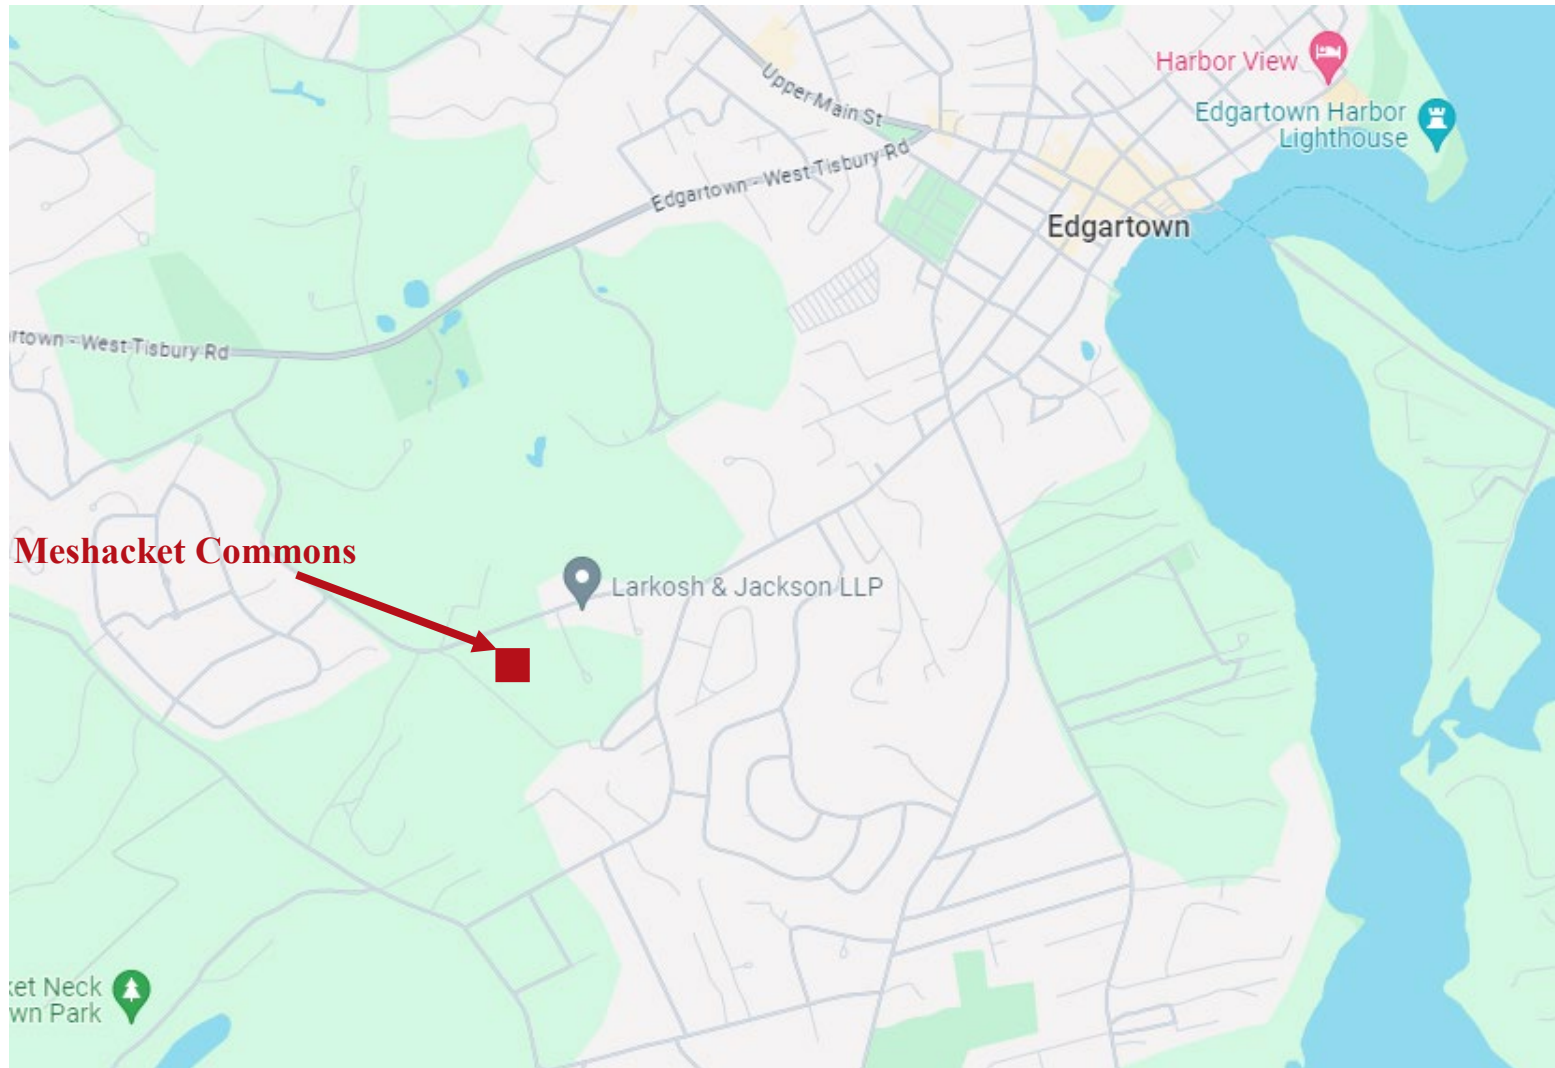 Harbor View
Upper Main St
Edgartown Harbor
Lighthouse
Edgartown - West Tisbury Rd
Edgartown
rtown - West Tisbury Rd
Meshacket Commons
Larkosh & Jackson LLP
ket Neck
wn Park